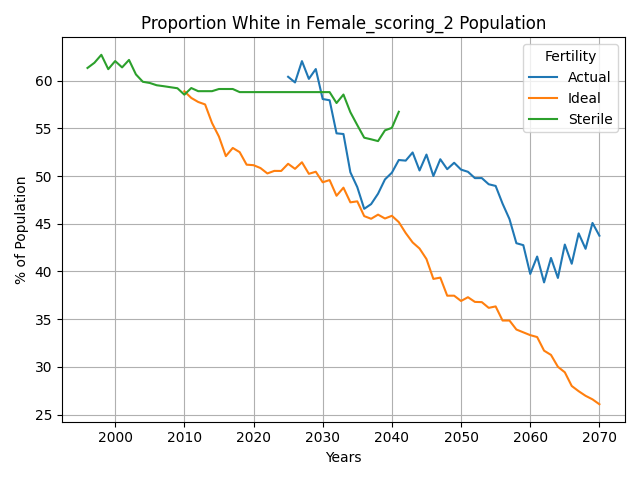 Proportion White in Female_scoring_2 Population
Fertility
Actual
Ideal
Sterile
% of Population
60
55
50
45
40
35
30
25
2000 2010 2020 2030 2040 2050 2060 2070
Years